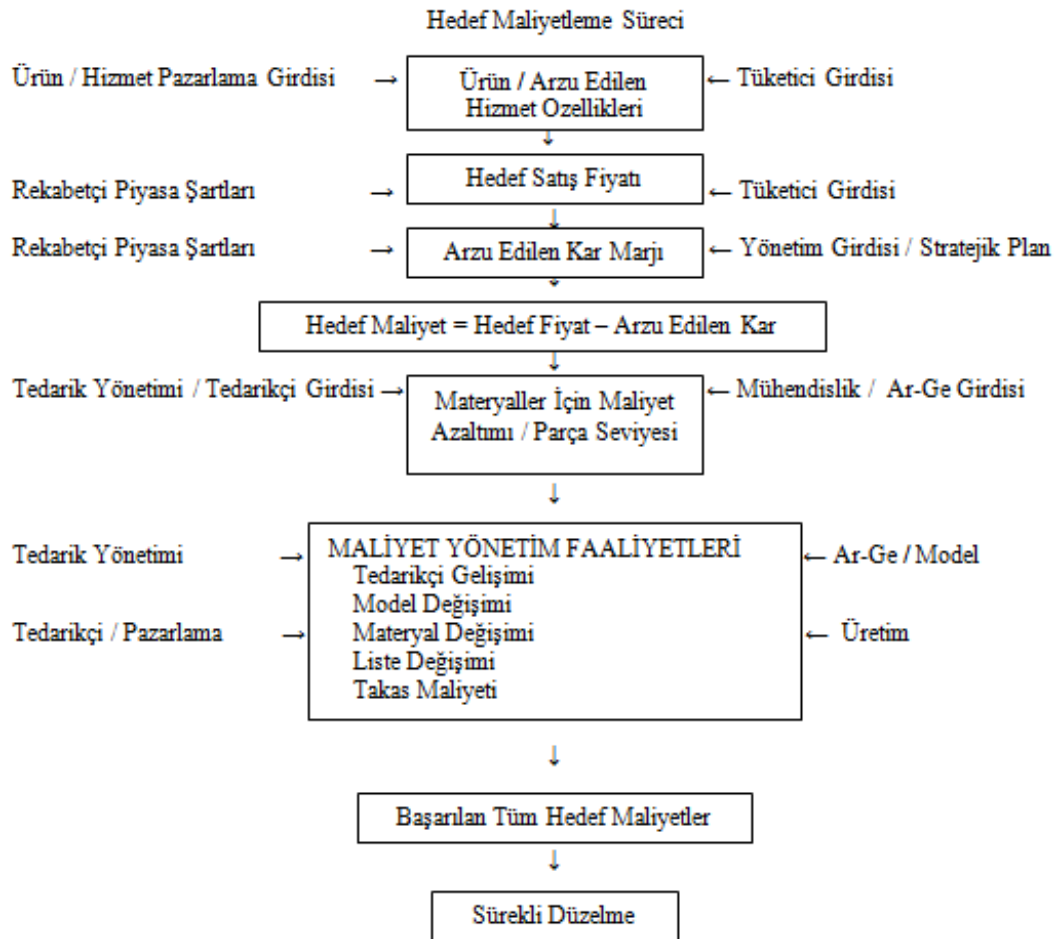 Hedef Maliyetleme Süreci
Ürün / Hizmet Pazarlama Girdisi → Ürün / Arzu Edilen ← Tüketici Girdisi
Hizmet Ozellikleri
↓
Rekabetçi Piyasa Şartları → Hedef Satış Fiyatı ← Tüketici Girdisi
↓
Rekabetçi Piyasa Şartları → Arzu Edilen Kar Marjı ← Yönetim Girdisi / Stratejik Plan
↓
Hedef Maliyet = Hedef Fiyat – Arzu Edilen Kar
↓
Tedarik Yönetimi / Tedarikçi Girdisi → Materyaller İçin Maliyet ← Mühendislik / Ar-Ge Girdisi
Azaltımı / Parça Seviyesi
↓
Tedarik Yönetimi → MALİYET YÖNETİM FAALİYETLERİ ← Ar-Ge / Model
Tedarikçi Gelişimi
Model Değişimi
Tedarikçi / Pazarlama → Materyal Değişimi ← Üretim
Liste Değişimi
Takas Maliyeti
↓
Başarılan Tüm Hedef Maliyetler
↓
Sürekli Düzelme